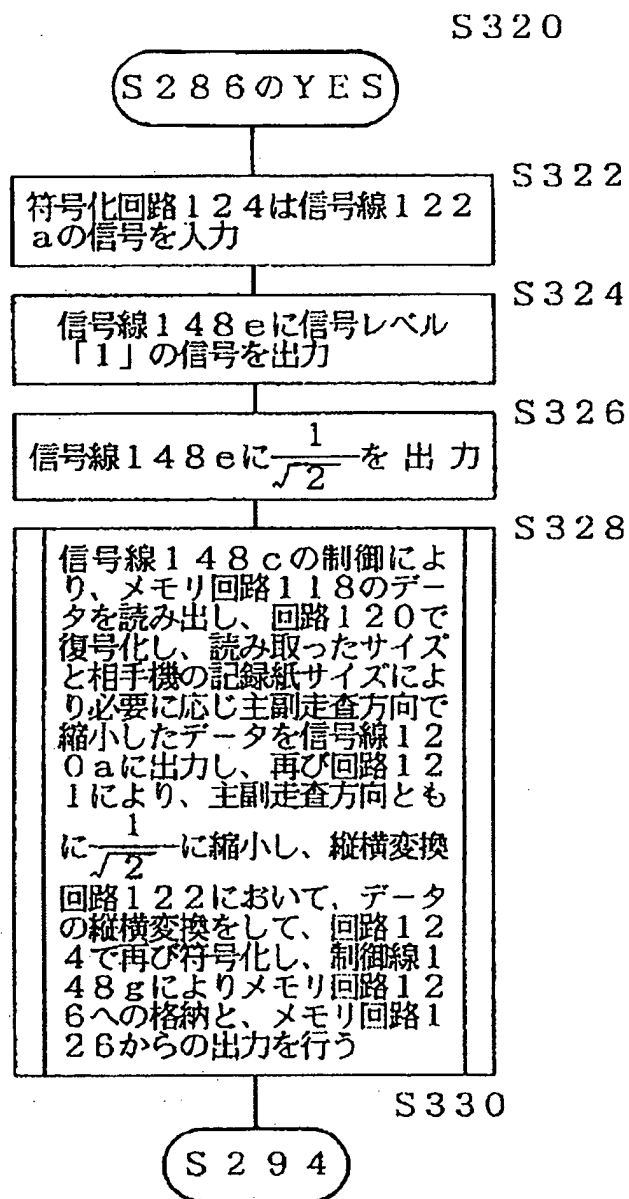 S320
S286のYES
S322
符号化回路124は信号線122
aの信号を入力
S324
信号線148eに信号レベル
「1」の信号を出力
S326
信号線148eに1/√2を出力
S328
信号線148cの制御によ
り、メモリ回路118のデー
タを読み出し、回路120で
復号化し、読み取ったサイズ
と相手機の記録紙サイズによ
り必要に応じ主副走査方向で
縮小したデータを信号線12
0aに出力し、再び回路12
1により、主副走査方向とも
に1/√2に縮小し、縦横変換
回路122において、データ
の縦横変換をして、回路12
4で再び符号化し、制御線1
48gによりメモリ回路12
6への格納と、メモリ回路1
26からの出力を行う
S330
S294